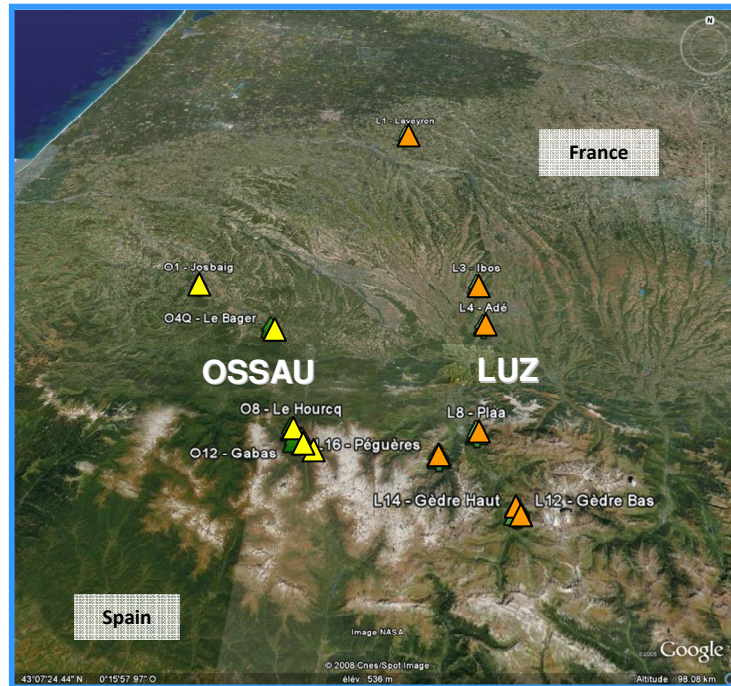 N
L1 - Laveyron
France
O1 - Josbaig
L3 - Ibos
O4Q - Le Bager
L4 - Adé
OSSAU
LUZ
O8 - Le Hourcq
L8 - Plaa
O12 - Gabas
L16 - Péguères
L14 - Gèdre Haut
L12 - Gèdre Bas
Spain
Image NASA
© 2008 Cnes/Spot Image
©2008 Google
43°07'24.44" N 0°15'57.97" O
élév 536 m
Altitude 98.08 km